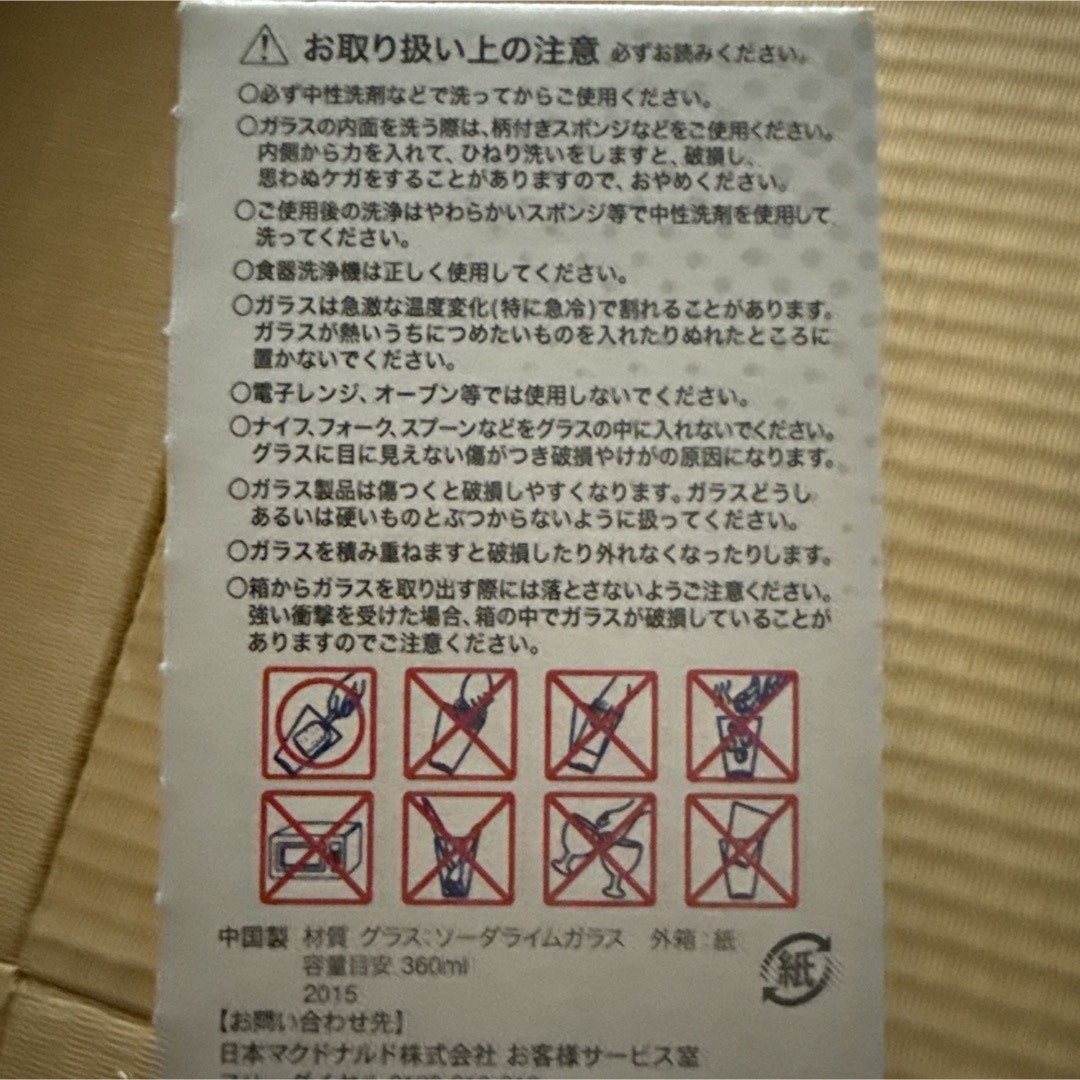 お取り扱い上の注意 必ずお読みください。
○必ず中性洗剤などで洗ってからご使用ください。
○ガラスの内面を洗う際は、柄付きスポンジなどをご使用ください。
内側から力を入れて、ひねり洗いをしますと、破損し、
思わぬケガをすることがありますので、おやめください。
○ご使用後の洗浄はやわらかいスポンジ等で中性洗剤を使用して
洗ってください。
○食器洗浄機は正しく使用してください。
○ガラスは急激な温度変化(特に急冷)で割れることがあります。
ガラスが熱いうちにつめたいものを入れたりぬれたところに
置かないでください。
○電子レンジ、オーブン等では使用しないでください。
○ナイフ、フォーク、スプーンなどをグラスの中に入れないでください。
グラスに目に見えない傷がつき破損やけがの原因になります。
○ガラス製品は傷つくと破損しやすくなります。ガラスどうし
あるいは硬いものとぶつからないように扱ってください。
○ガラスを積み重ねますと破損したり外れなくなったりします。
○箱からガラスを取り出す際には落とさないようご注意ください。
強い衝撃を受けた場合、箱の中でガラスが破損していることが
ありますのでご注意ください。
中国製 材質 グラス:ソーダライムガラス 外箱:紙
容量目安 360ml
2015
紙
【お問い合わせ先】
日本マクドナルド株式会社 お客様サービス室